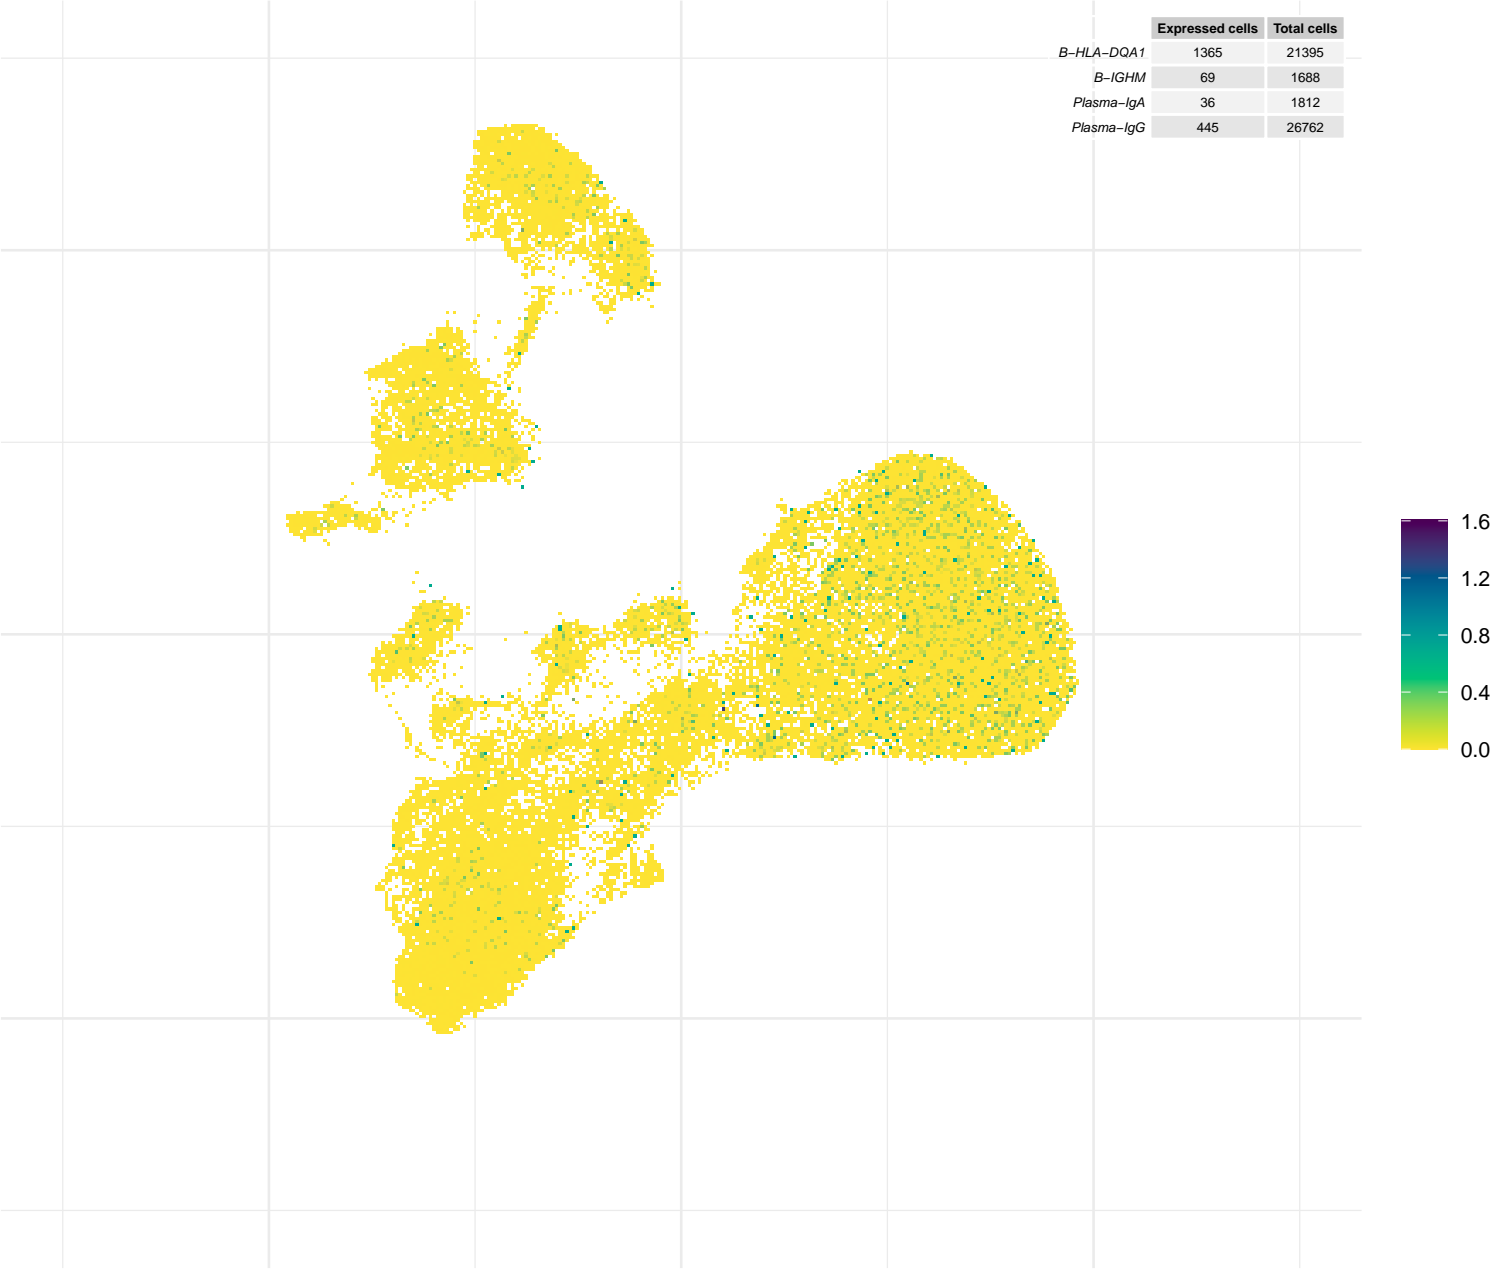 Expressed cells Total cells
B−HLA−DQA1 1365 21395
B−IGHM 69 1688
Plasma−IgA 36 1812
Plasma−IgG 445 26762
1.6
1.2
0.8
0.4
0.0